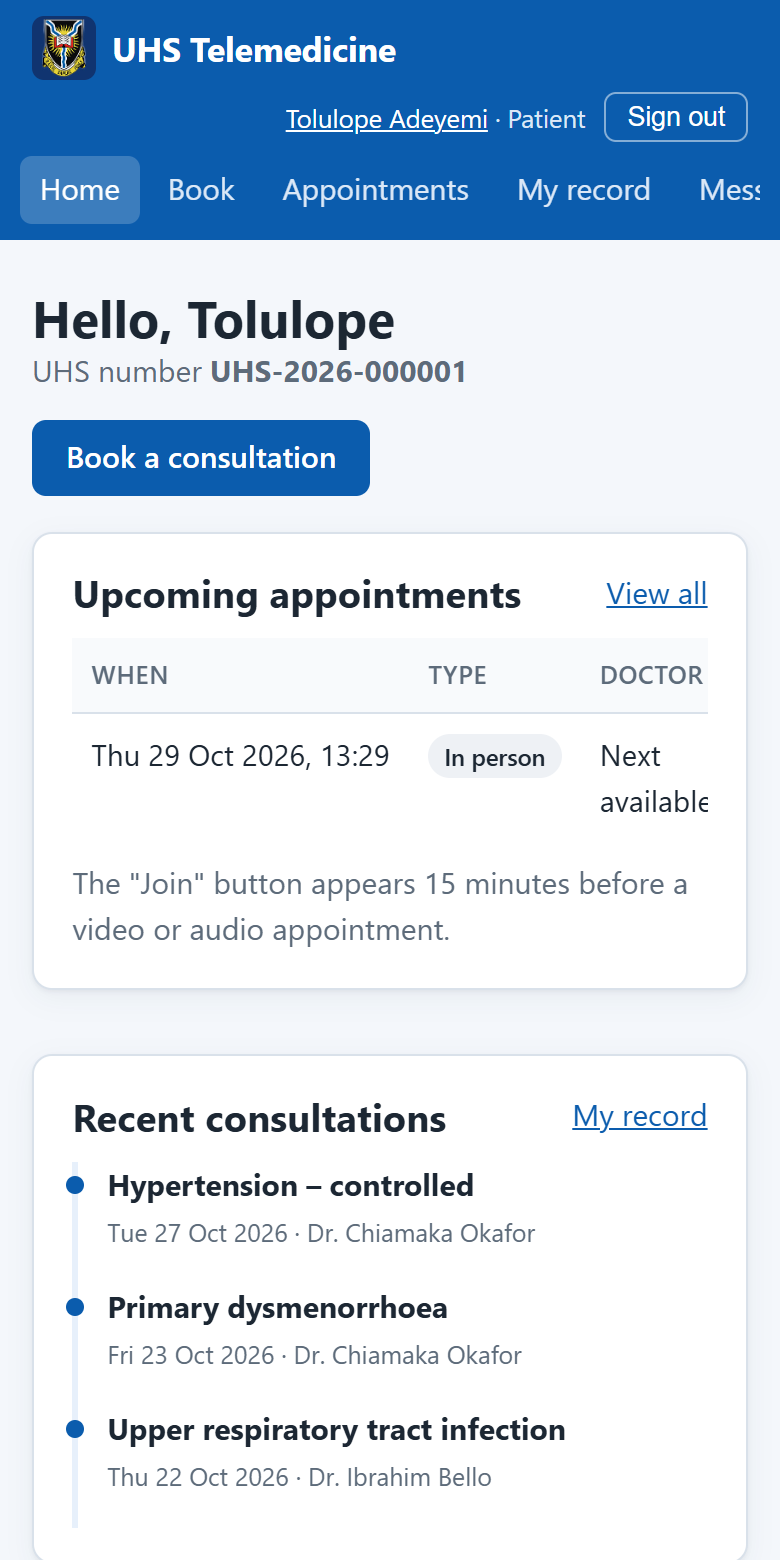 UHS Telemedicine
Tolulope Adeyemi · Patient
Sign out
Home Book Appointments My record Mess
Hello, Tolulope
UHS number UHS-2026-000001
Book a consultation
Upcoming appointments View all
WHEN TYPE DOCTOR
Thu 29 Oct 2026, 13:29 In person Next
available
The "Join" button appears 15 minutes before a
video or audio appointment.
Recent consultations My record
Hypertension – controlled
Tue 27 Oct 2026 · Dr. Chiamaka Okafor
Primary dysmenorrhoea
Fri 23 Oct 2026 · Dr. Chiamaka Okafor
Upper respiratory tract infection
Thu 22 Oct 2026 · Dr. Ibrahim Bello